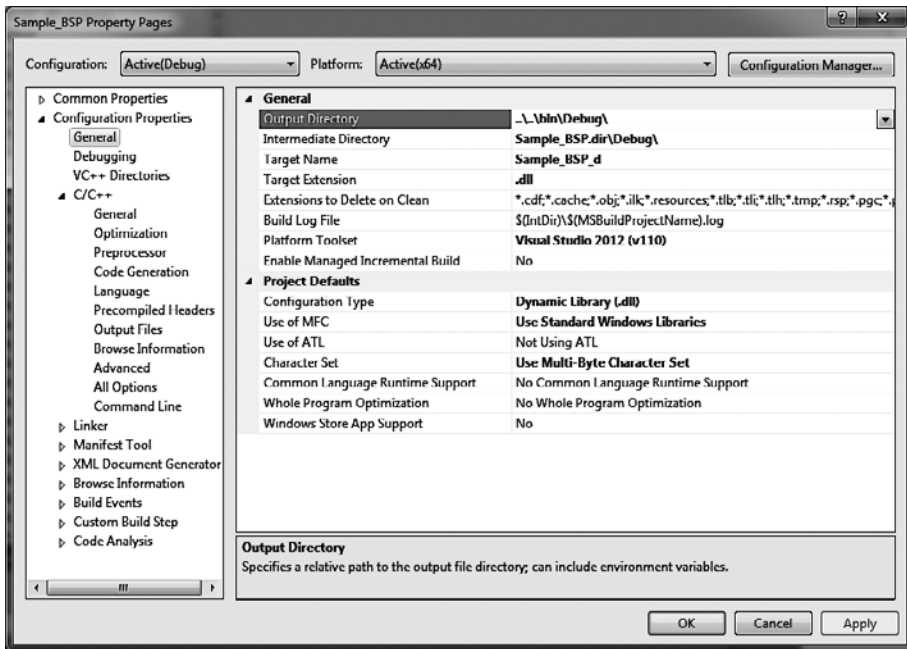 Sample_BSP Property Pages
Configuration: Active(Debug) Platform: Active(x64) Configuration Manager...
Common Properties
Configuration Properties
General
Debugging
VC++ Directories
C/C++
General
Optimization
Preprocessor
Code Generation
Language
Precompiled Headers
Output Files
Browse Information
Advanced
All Options
Command Line
Linker
Manifest Tool
XML Document Generator
Browse Information
Build Events
Custom Build Step
Code Analysis
General
Output Directory ..\..\bin\Debug\
Intermediate Directory Sample_BSP.dir\Debug\
Target Name Sample_BSP_d
Target Extension .dll
Extensions to Delete on Clean *.cdf;*.cache;*.obj;*.ilk;*.resources;*.tlb;*.tli;*.tlh;*.tmp;*.rsp;*.pgc;*.p
Build Log File $(IntDir)\$(MSBuildProjectName).log
Platform Toolset Visual Studio 2012 (v110)
Enable Managed Incremental Build No
Project Defaults
Configuration Type Dynamic Library (.dll)
Use of MFC Use Standard Windows Libraries
Use of ATL Not Using ATL
Character Set Use Multi-Byte Character Set
Common Language Runtime Support No Common Language Runtime Support
Whole Program Optimization No Whole Program Optimization
Windows Store App Support No
Output Directory
Specifies a relative path to the output file directory; can include environment variables.
OK Cancel Apply